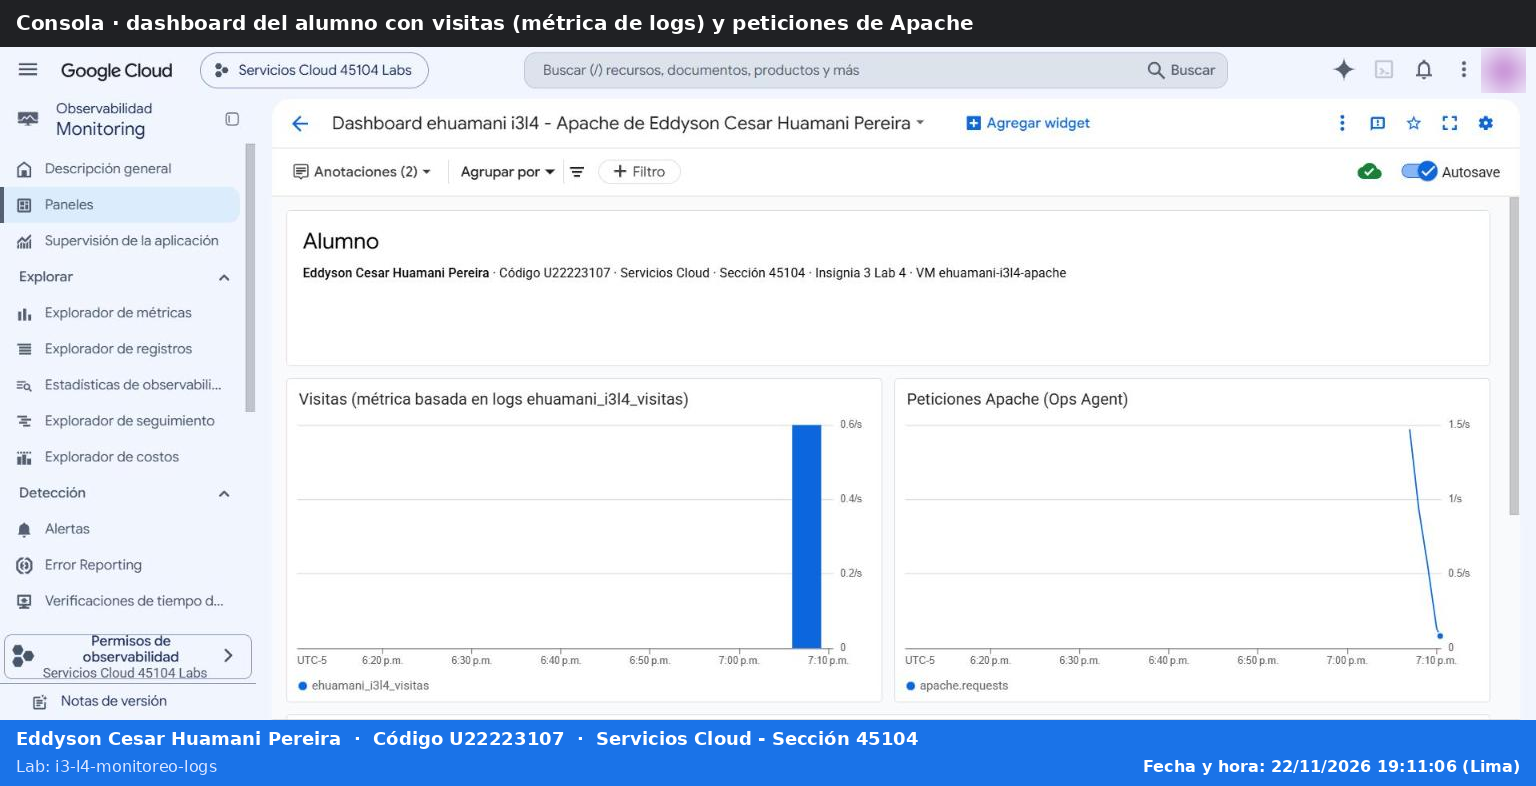 Consola · dashboard del alumno con visitas (métrica de logs) y peticiones de Apache
Google Cloud
Servicios Cloud 45104 Labs
Buscar (/) recursos, documentos, productos y más
Buscar
Observabilidad
Monitoring
Dashboard ehuamani i3l4 - Apache de Eddyson Cesar Huamani Pereira
Agregar widget
Descripción general
Paneles
Supervisión de la aplicación
Explorar
Explorador de métricas
Explorador de registros
Estadísticas de observabili...
Explorador de seguimiento
Explorador de costos
Detección
Alertas
Error Reporting
Verificaciones de tiempo d...
Permisos de
observabilidad
Servicios Cloud 45104 Labs
Notas de versión
Anotaciones (2)
Agrupar por
Filtro
Autosave
Alumno
Eddyson Cesar Huamani Pereira · Código U22223107 · Servicios Cloud · Sección 45104 · Insignia 3 Lab 4 · VM ehuamani-i3l4-apache
Visitas (métrica basada en logs ehuamani_i3l4_visitas)
0.6/s
0.4/s
0.2/s
0
UTC-5 6:20 p.m. 6:30 p.m. 6:40 p.m. 6:50 p.m. 7:00 p.m. 7:10 p.m.
ehuamani_i3l4_visitas
Peticiones Apache (Ops Agent)
1.5/s
1/s
0.5/s
0
UTC-5 6:20 p.m. 6:30 p.m. 6:40 p.m. 6:50 p.m. 7:00 p.m. 7:10 p.m.
apache.requests
Eddyson Cesar Huamani Pereira · Código U22223107 · Servicios Cloud - Sección 45104
Lab: i3-l4-monitoreo-logs
Fecha y hora: 22/11/2026 19:11:06 (Lima)